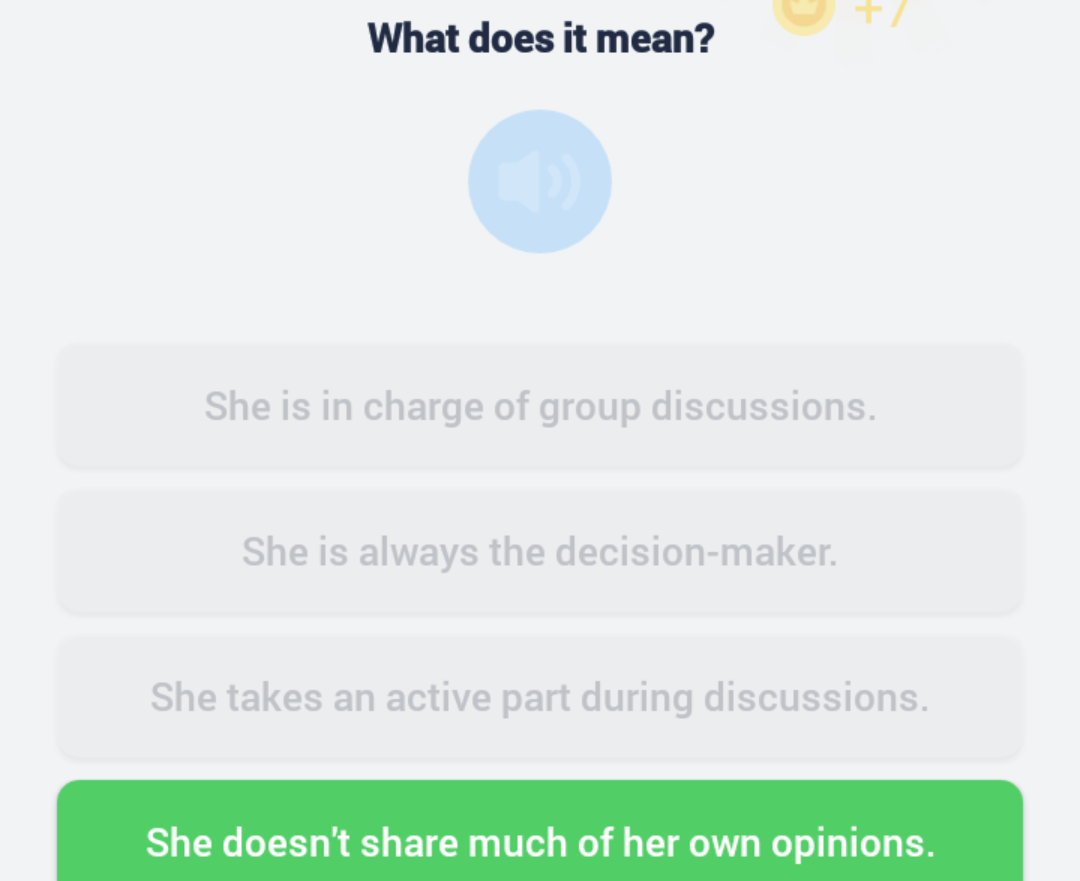 +7
What does it mean?
She is in charge of group discussions.
She is always the decision-maker.
She takes an active part during discussions.
She doesn't share much of her own opinions.